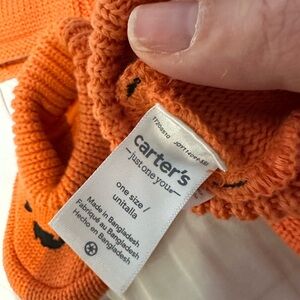 carter's
just one you
one size /
unitalla
Made in Bangladesh
Fabriqué au Bangladesh
Hecho en Bangladesh